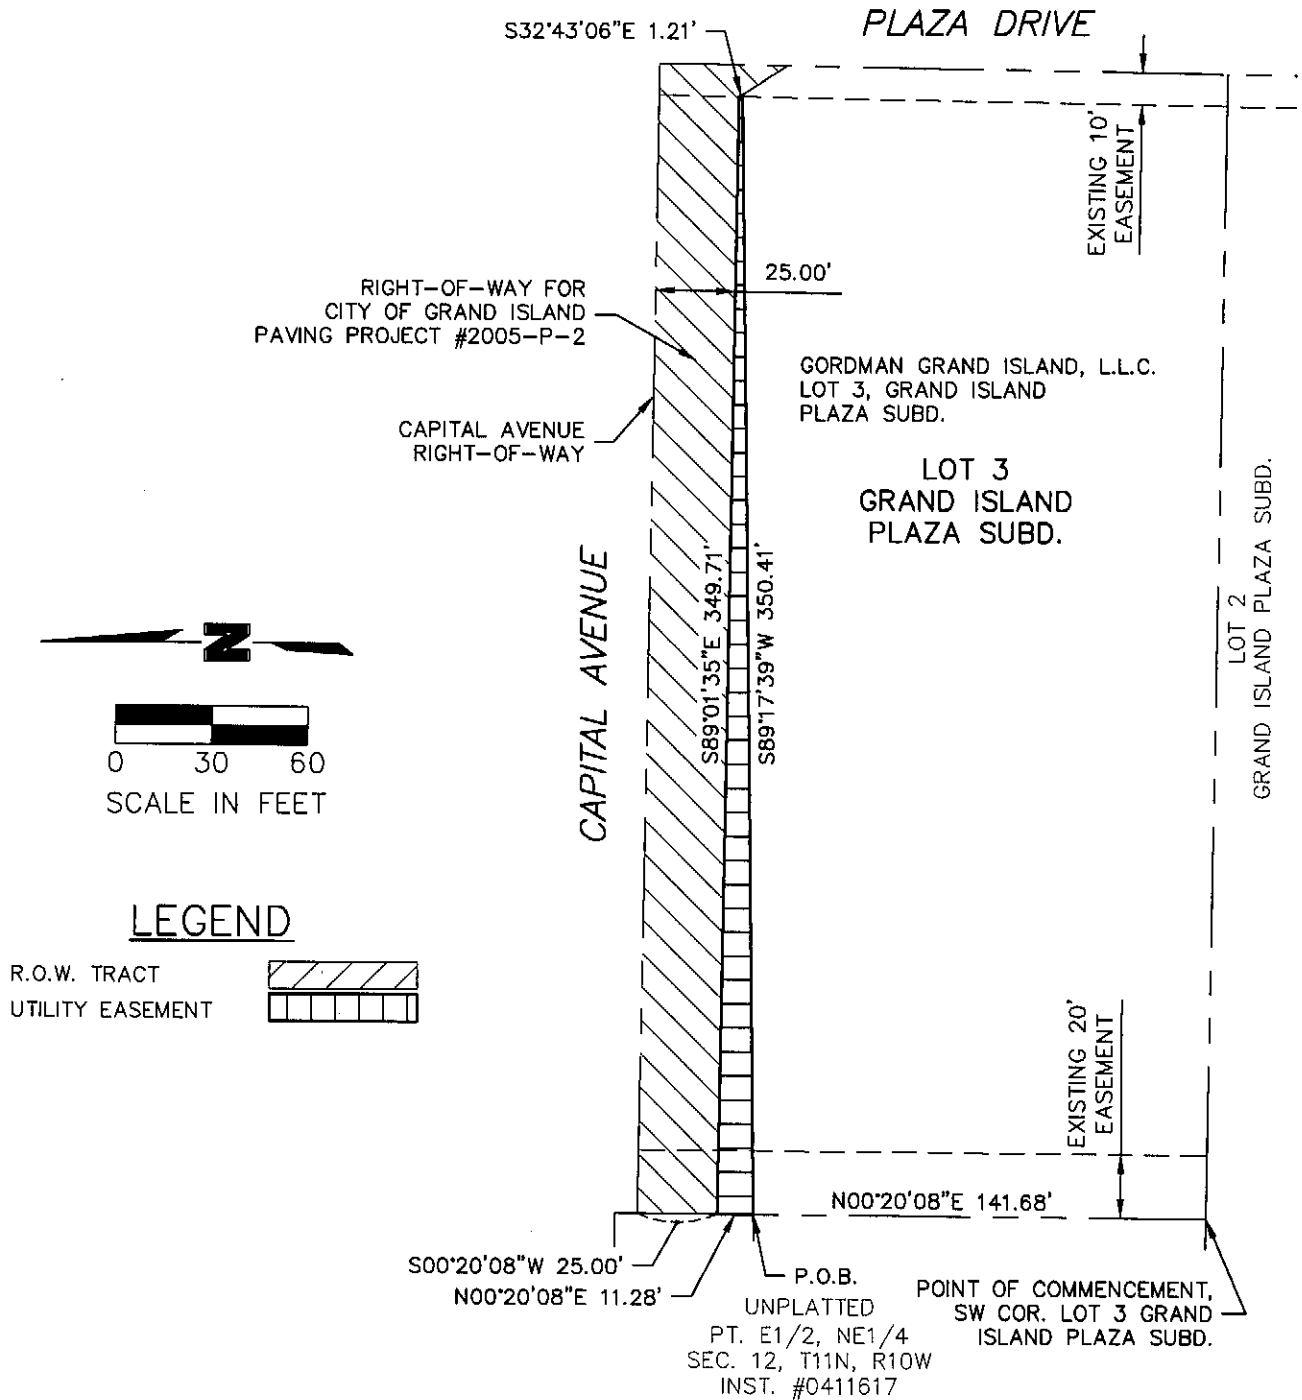 S32°43'06"E 1.21'
PLAZA DRIVE
EXISTING 10'
EASEMENT
25.00'
RIGHT-OF-WAY FOR
CITY OF GRAND ISLAND
PAVING PROJECT #2005-P-2
GORDMAN GRAND ISLAND, L.L.C.
LOT 3, GRAND ISLAND
PLAZA SUBD.
CAPITAL AVENUE
RIGHT-OF-WAY
LOT 3
GRAND ISLAND
PLAZA SUBD.
CAPITAL AVENUE
S89°01'35"E 349.71'
S89°17'39"W 350.41'
LOT 2
GRAND ISLAND PLAZA SUBD.
N
0 30 60
SCALE IN FEET
LEGEND
R.O.W. TRACT
UTILITY EASEMENT
EXISTING 20'
EASEMENT
N00°20'08"E 141.68'
S00°20'08"W 25.00'
N00°20'08"E 11.28'
P.O.B.
UNPLATTED
PT. E1/2, NE1/4
SEC. 12, T11N, R10W
INST. #0411617
POINT OF COMMENCEMENT,
SW COR. LOT 3 GRAND
ISLAND PLAZA SUBD.